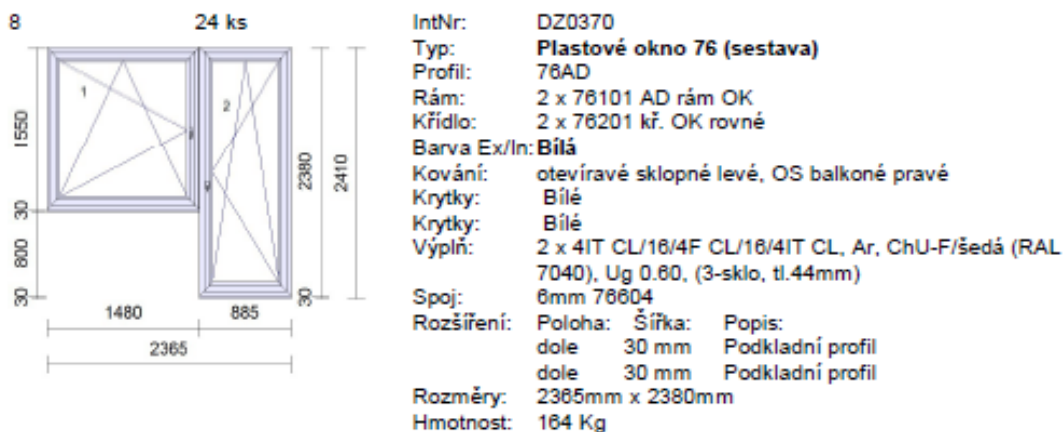 8 24 ks
1
2
1550
30
800
30
2380
30
2410
1480 885
2365
IntNr: DZ0370
Typ: Plastové okno 76 (sestava)
Profil: 76AD
Rám: 2 x 76101 AD rám OK
Křídlo: 2 x 76201 kř. OK rovné
Barva Ex/In: Bílá
Kování: otevíravé sklopné levé, OS balkoné pravé
Krytky: Bílé
Krytky: Bílé
Výplň: 2 x 4IT CL/16/4F CL/16/4IT CL, Ar, ChU-F/šedá (RAL
7040), Ug 0.60, (3-sklo, tl.44mm)
Spoj: 6mm 76604
Rozšíření: Poloha: Šířka: Popis:
dole 30 mm Podkladní profil
dole 30 mm Podkladní profil
Rozměry: 2365mm x 2380mm
Hmotnost: 164 Kg